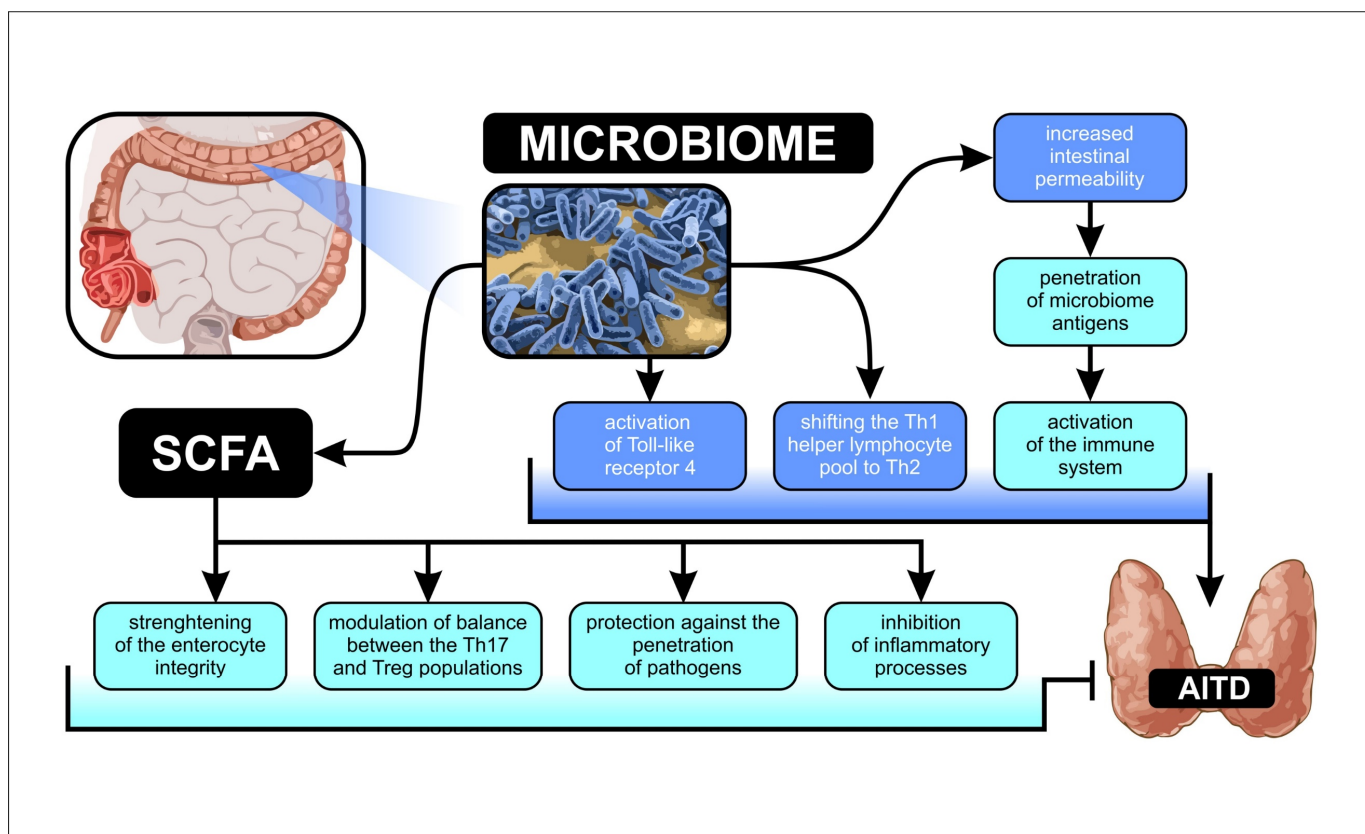 MICROBIOME
increased
intestinal
permeability
penetration
of microbiome
antigens
activation
of Toll-like
receptor 4
shifting the Th1
helper lymphocyte
pool to Th2
activation
of the immune
system
SCFA
strenghtening
of the enterocyte
integrity
modulation of balance
between the Th17
and Treg populations
protection against the
penetration
of pathogens
inhibition
of inflammatory
processes
AITD